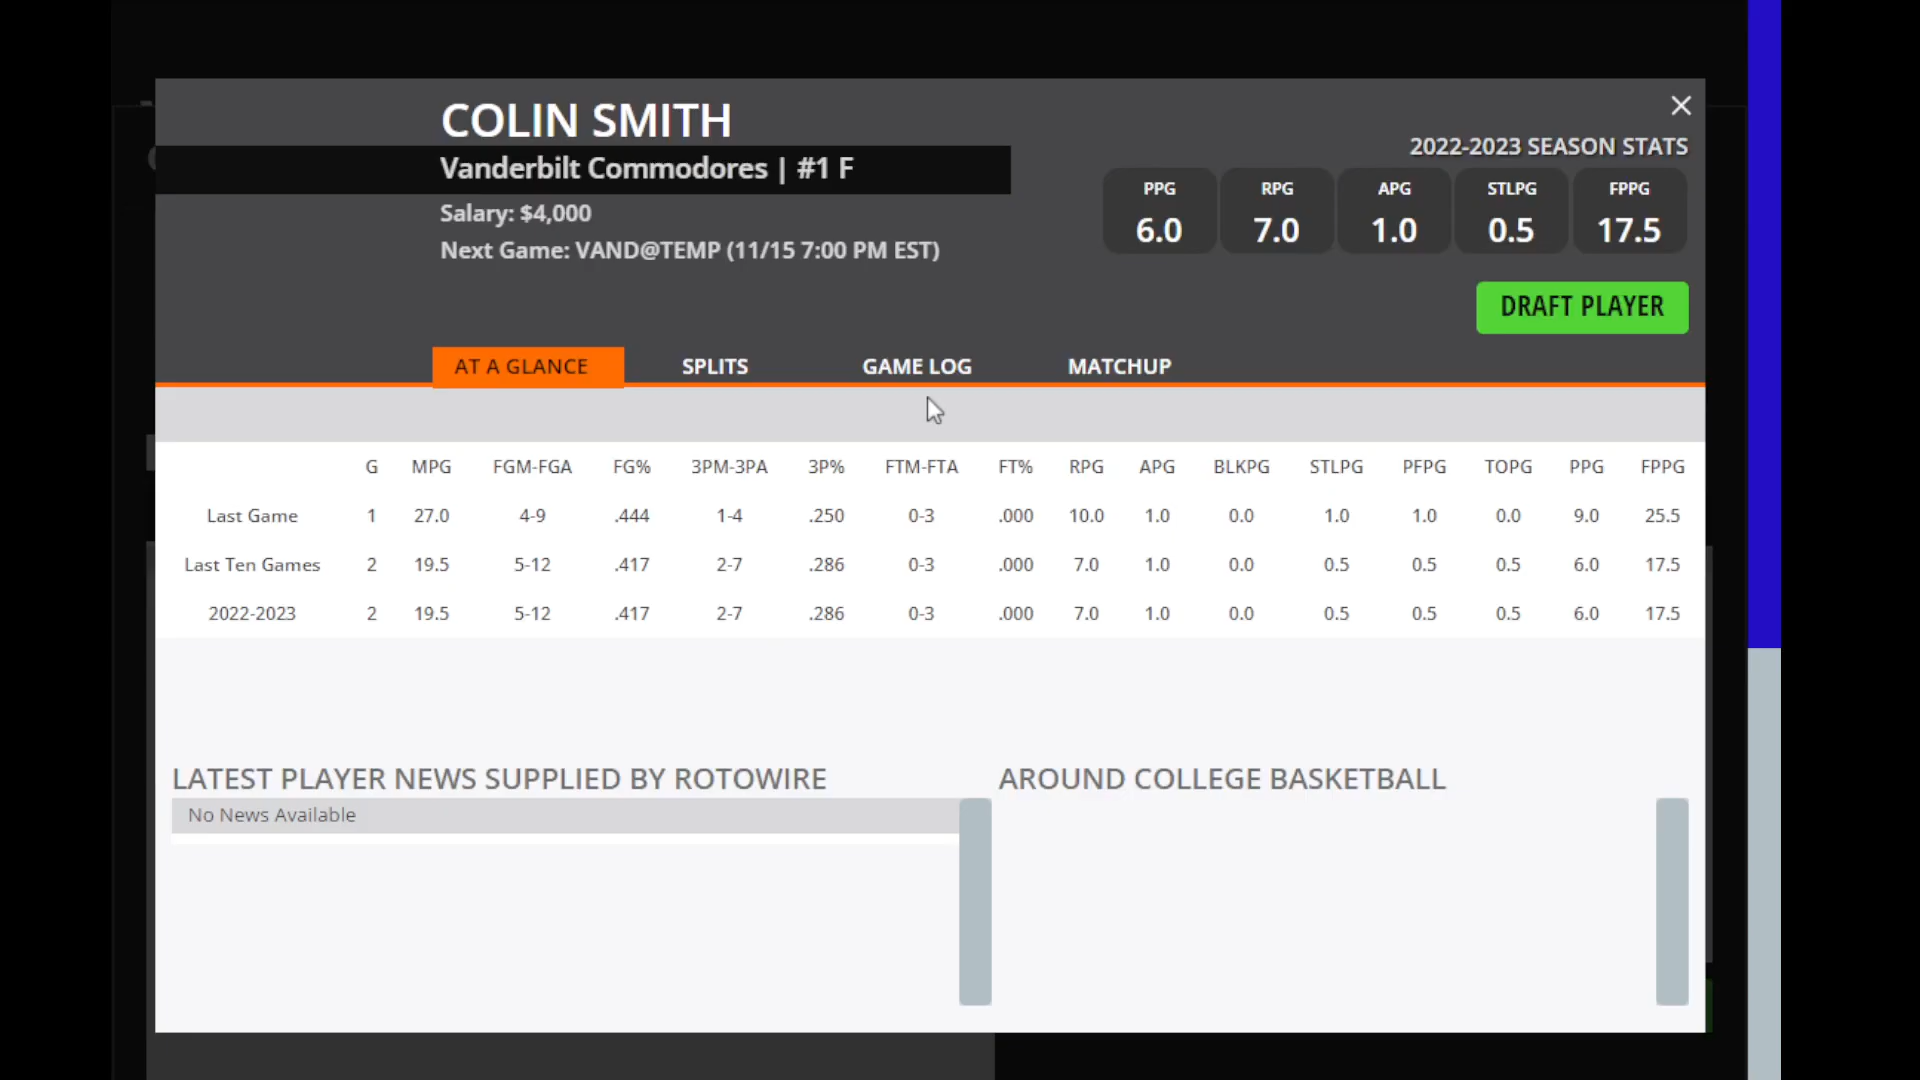 COLIN SMITH
Vanderbilt Commodores | #1 F
Salary: $4,000
Next Game: VAND@TEMP (11/15 7:00 PM EST)
2022-2023 SEASON STATS
PPG RPG APG STLPG FPPG
6.0 7.0 1.0 0.5 17.5
DRAFT PLAYER
AT A GLANCE SPLITS GAME LOG MATCHUP
G MPG FGM-FGA FG% 3PM-3PA 3P% FTM-FTA FT% RPG APG BLKPG STLPG PFPG TOPG PPG FPPG
Last Game 1 27.0 4-9 .444 1-4 .250 0-3 .000 10.0 1.0 0.0 1.0 1.0 0.0 9.0 25.5
Last Ten Games 2 19.5 5-12 .417 2-7 .286 0-3 .000 7.0 1.0 0.0 0.5 0.5 0.5 6.0 17.5
2022-2023 2 19.5 5-12 .417 2-7 .286 0-3 .000 7.0 1.0 0.0 0.5 0.5 0.5 6.0 17.5
LATEST PLAYER NEWS SUPPLIED BY ROTOWIRE
No News Available
AROUND COLLEGE BASKETBALL